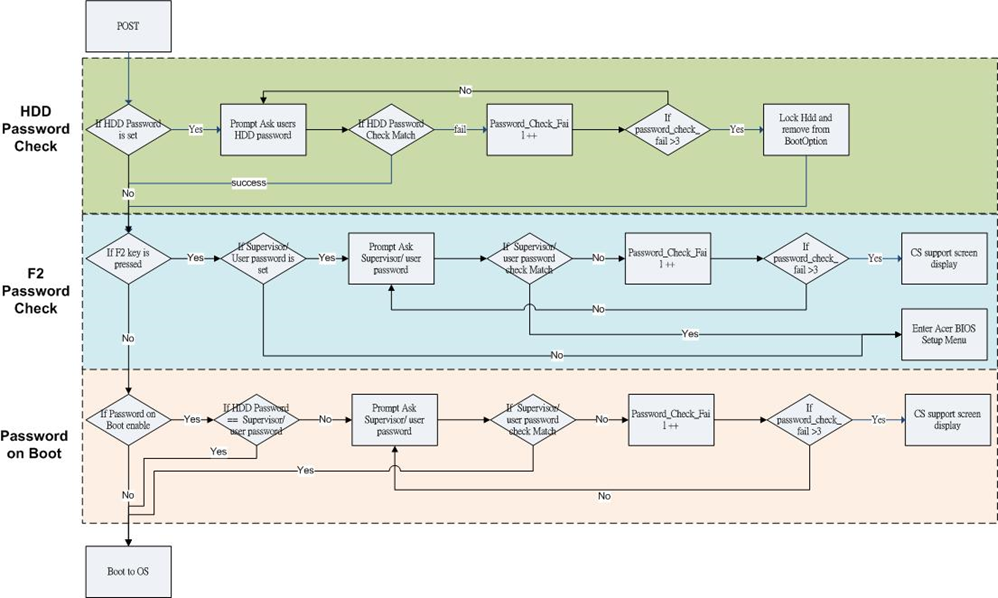 POST
HDD
Password
Check
If HDD Password
is set
Yes
Prompt Ask users
HDD password
If HDD Password
Check Match
fail
Password_Check_Fai
l ++
If
password_check_
fail >3
Yes
Lock Hdd and
remove from
BootOption
No
success
No
F2
Password
Check
If F2 key is
pressed
Yes
If Supervisor/
User password is
set
Yes
Prompt Ask
Supervisor/ user
password
If Supervisor/
user password
check Match
No
Password_Check_Fai
l ++
If
password_check_
fail >3
Yes
CS support screen
display
No
Yes
Enter Acer BIOS
Setup Menu
No
No
Password
on Boot
If Password on
Boot enable
Yes
If HDD Password
== Supervisor/
user password
No
Prompt Ask
Supervisor/ user
password
If Supervisor/
user password
check Match
No
Password_Check_Fai
l ++
If
password_check_
fail >3
Yes
CS support screen
display
Yes
Yes
No
No
Boot to OS